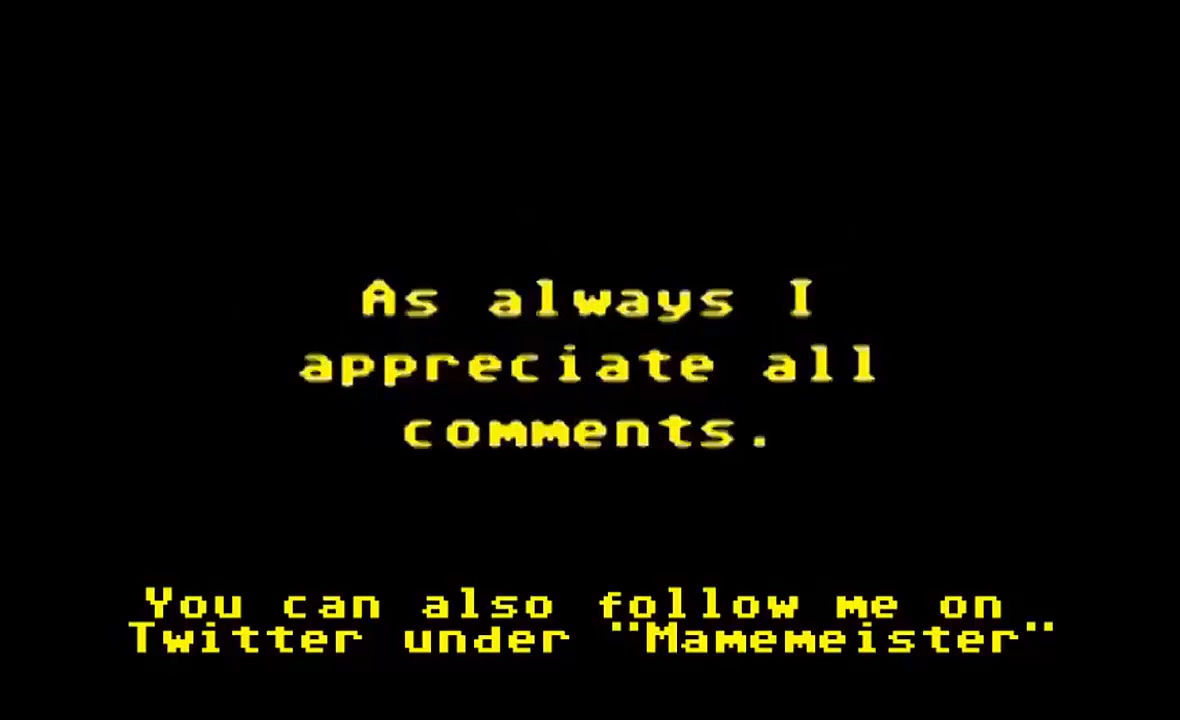 As always I
appreciate all
comments.
You can also follow me on
Twitter under "Mamemeister"